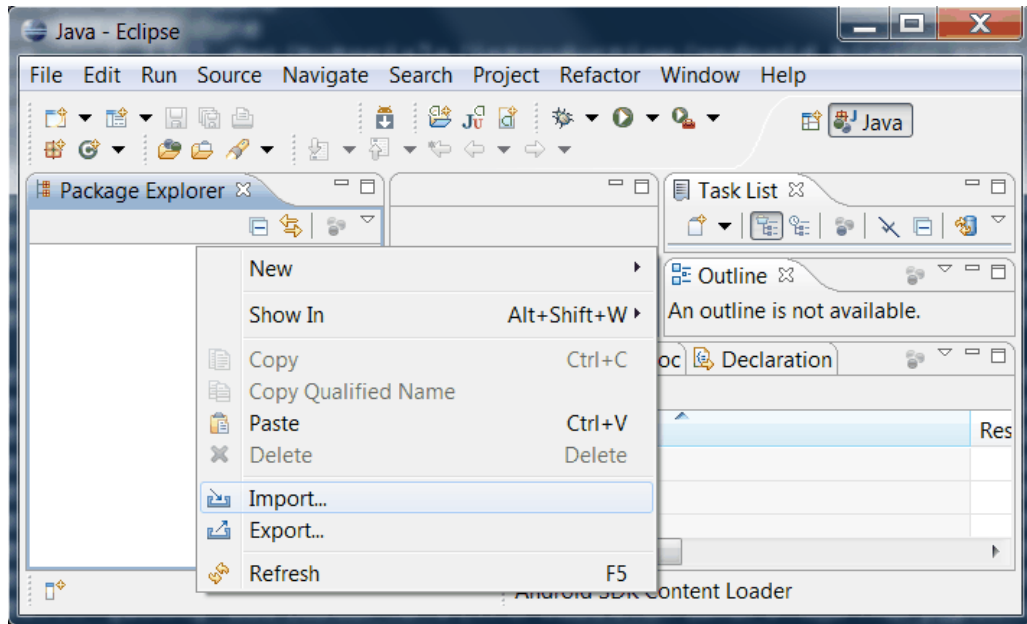 Java - Eclipse
File Edit Run Source Navigate Search Project Refactor Window Help
Java
Package Explorer
Task List
New
Outline
Show In Alt+Shift+W
An outline is not available.
Copy Ctrl+C
oc Declaration
Copy Qualified Name
Paste Ctrl+V
Res
Delete Delete
Import...
Export...
Refresh F5
Android SDK Content Loader